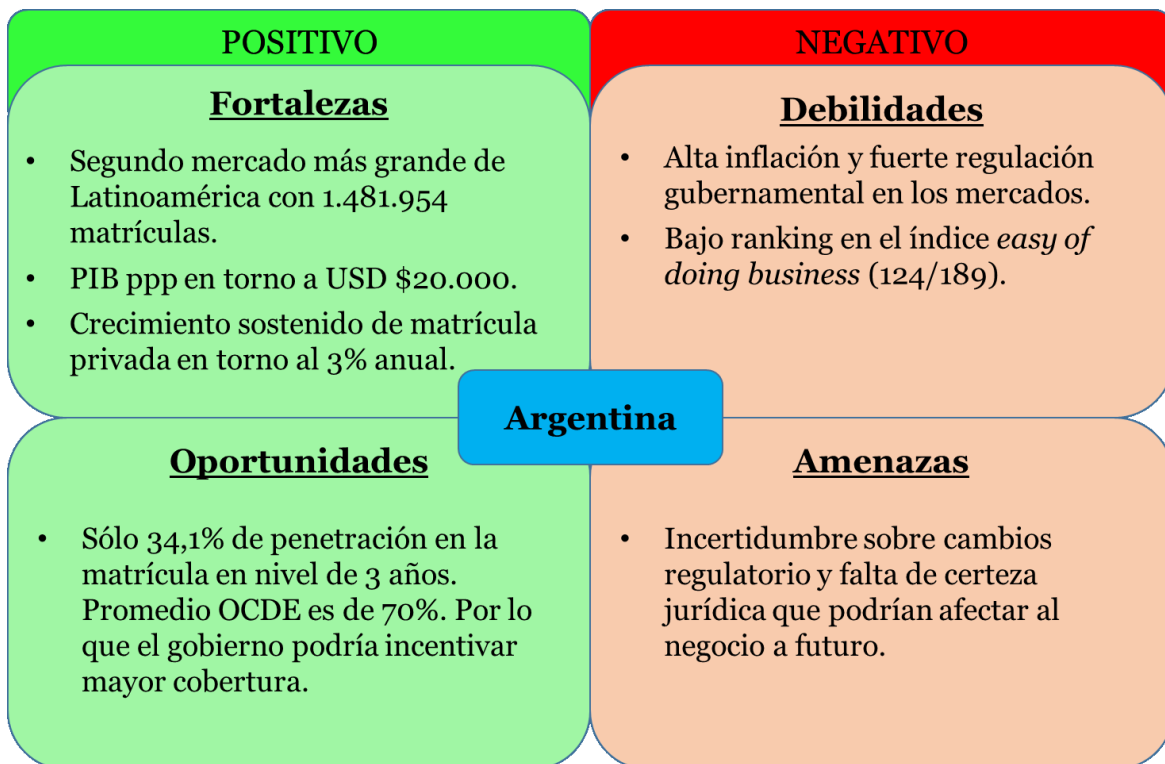 POSITIVO
NEGATIVO
Fortalezas
• Segundo mercado más grande de
Latinoamérica con 1.481.954
matrículas.
• PIB ppp en torno a USD $20.000.
• Crecimiento sostenido de matrícula
privada en torno al 3% anual.
Debilidades
• Alta inflación y fuerte regulación
gubernamental en los mercados.
• Bajo ranking en el índice easy of
doing business (124/189).
Argentina
Oportunidades
• Sólo 34,1% de penetración en la
matrícula en nivel de 3 años.
Promedio OCDE es de 70%. Por lo
que el gobierno podría incentivar
mayor cobertura.
Amenazas
• Incertidumbre sobre cambios
regulatorio y falta de certeza
jurídica que podrían afectar al
negocio a futuro.